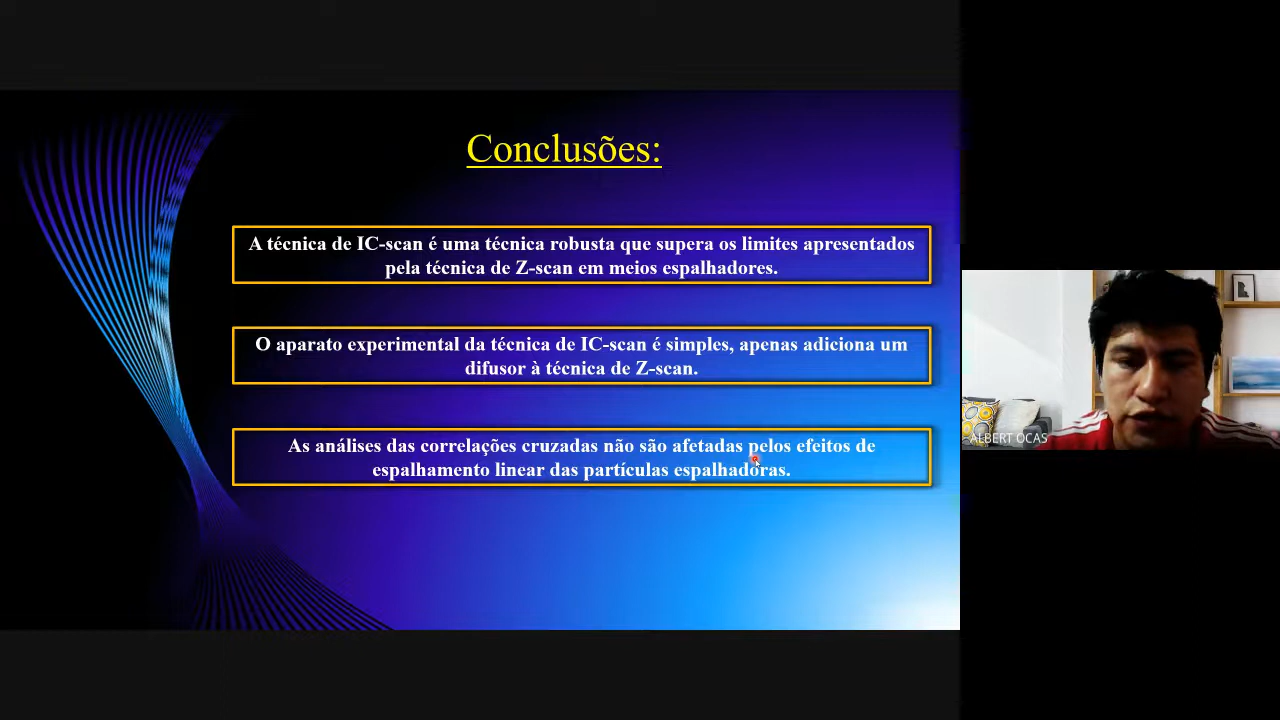 Conclusões:
A técnica de IC-scan é uma técnica robusta que supera os limites apresentados
pela técnica de Z-scan em meios espalhadores.
O aparato experimental da técnica de IC-scan é simples, apenas adiciona um
difusor à técnica de Z-scan.
As análises das correlações cruzadas não são afetadas pelos efeitos de
espalhamento linear das partículas espalhadoras.
ALBERT OCAS